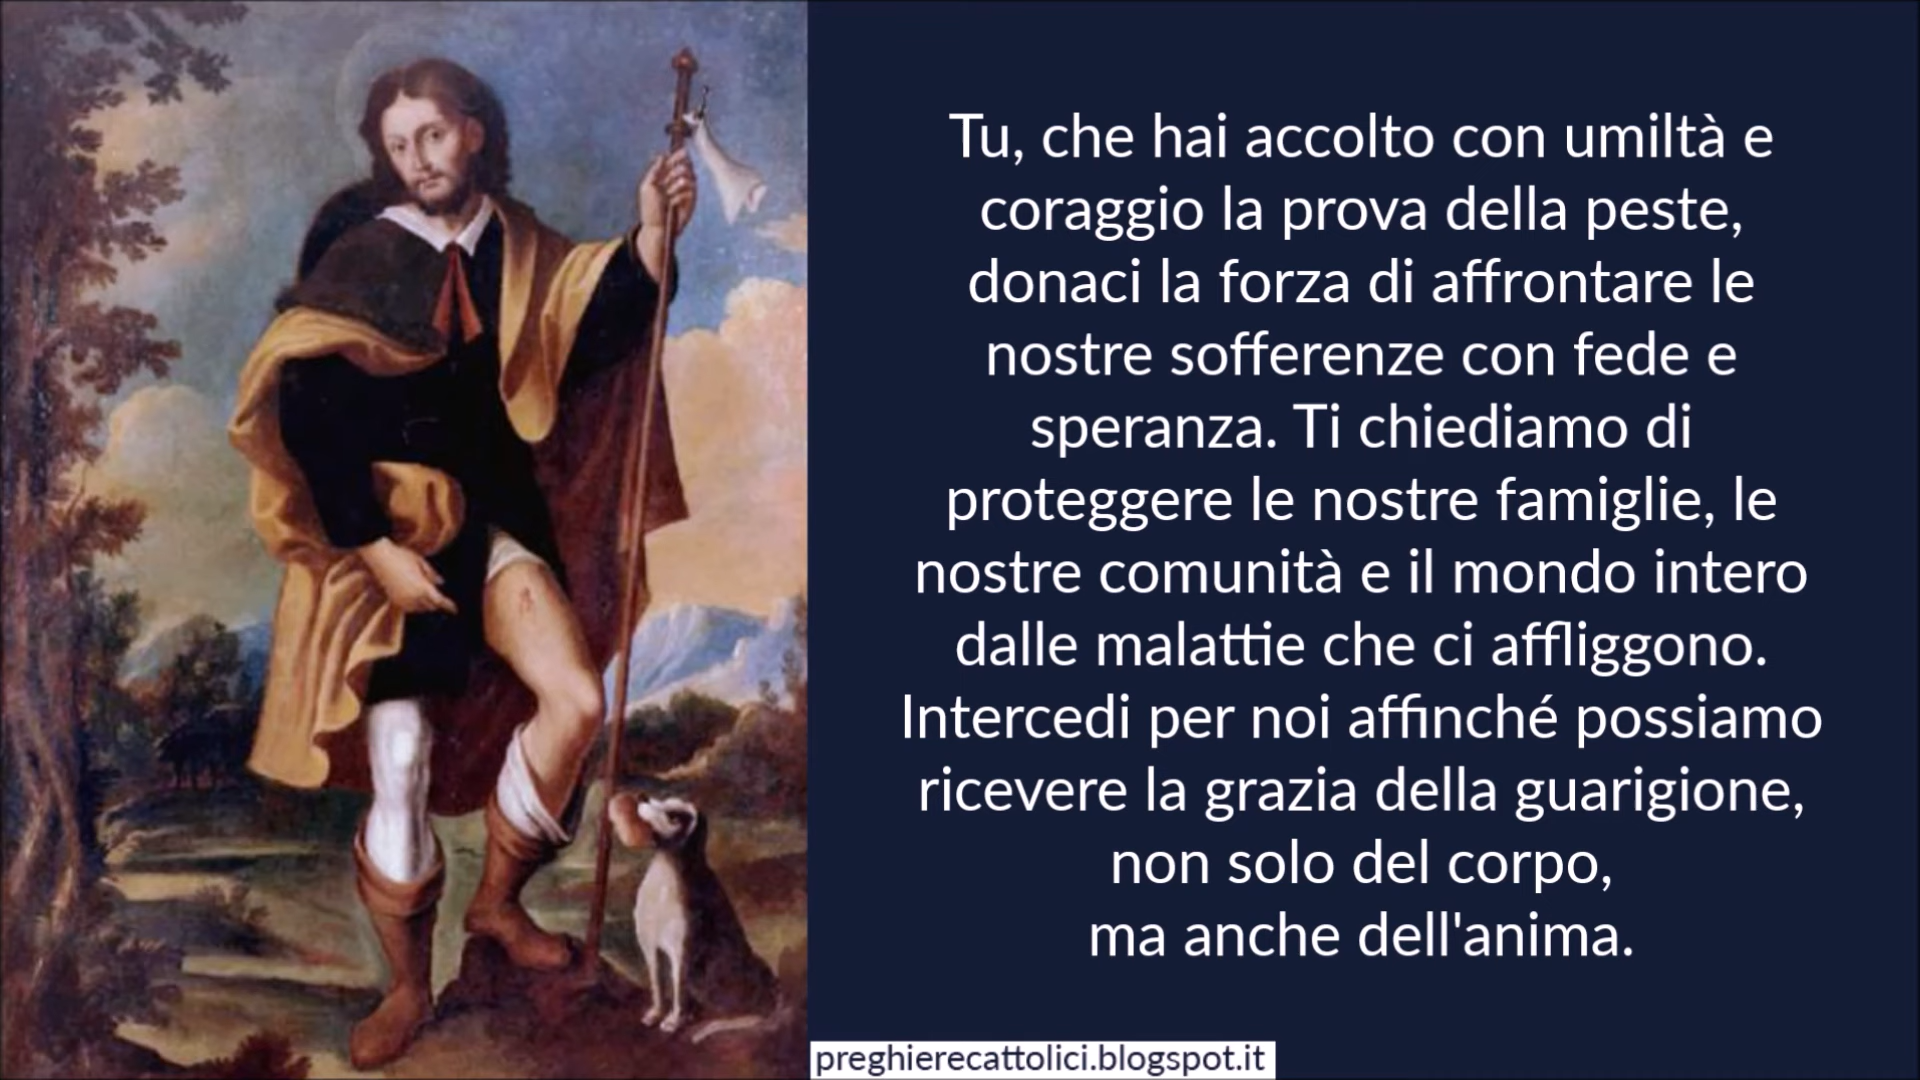 Tu, che hai accolto con umiltà e
coraggio la prova della peste,
donaci la forza di affrontare le
nostre sofferenze con fede e
speranza. Ti chiediamo di
proteggere le nostre famiglie, le
nostre comunità e il mondo intero
dalle malattie che ci affliggono.
Intercedi per noi affinché possiamo
ricevere la grazia della guarigione,
non solo del corpo,
ma anche dell'anima.
preghierecattolici.blogspot.it